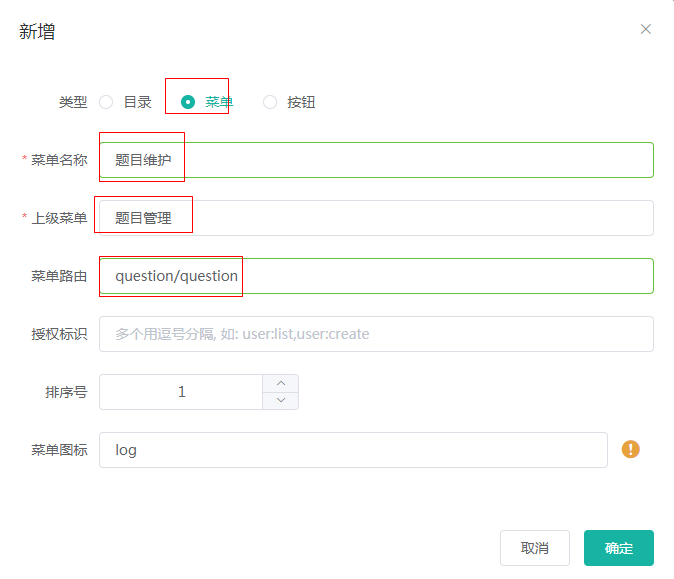 新增
类型 目录 菜单 按钮
* 菜单名称 题目维护
* 上级菜单 题目管理
菜单路由 question/question
授权标识 多个用逗号分隔, 如: user:list,user:create
排序号 1
菜单图标 log
取消 确定